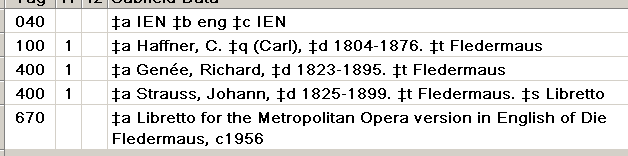 Tag I1 I2 Subfield Data
040 ‡a IEN ‡b eng ‡c IEN
100 1 ‡a Haffner, C. ‡q (Carl), ‡d 1804-1876. ‡t Fledermaus
400 1 ‡a Genée, Richard, ‡d 1823-1895. ‡t Fledermaus
400 1 ‡a Strauss, Johann, ‡d 1825-1899. ‡t Fledermaus. ‡s Libretto
670 ‡a Libretto for the Metropolitan Opera version in English of Die
Fledermaus, c1956